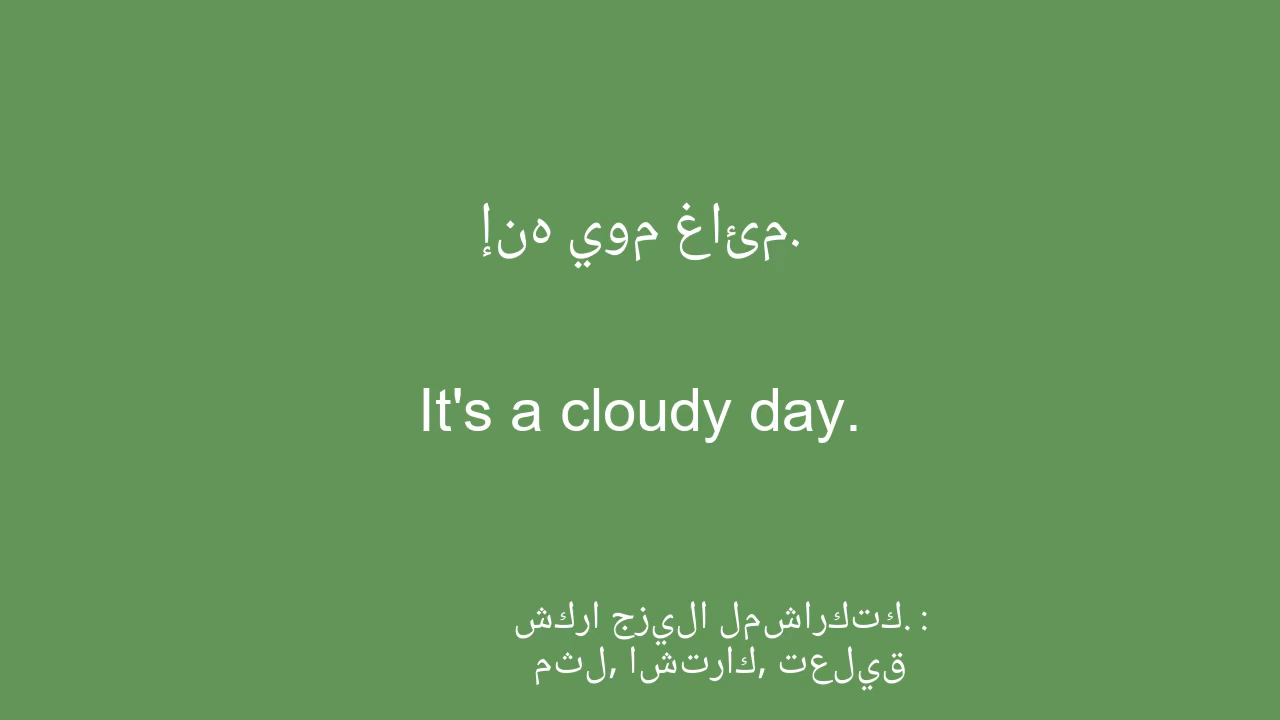 إنه يوم غائم.
It's a cloudy day.
شكرا جزيلا لمشاركتك. :
مثل, اشتراك, تعليق